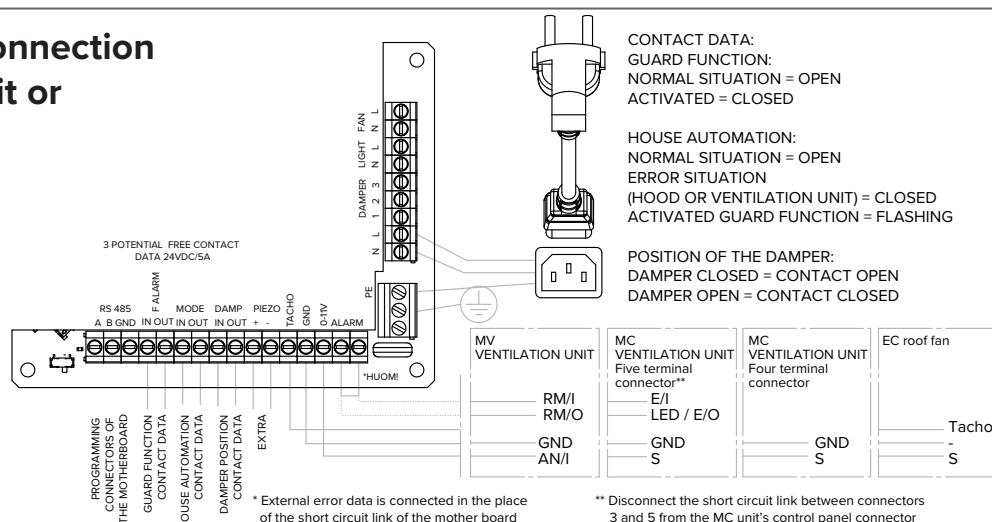 onnection
it or
CONTACT DATA:
GUARD FUNCTION:
NORMAL SITUATION = OPEN
ACTIVATED = CLOSED
HOUSE AUTOMATION:
NORMAL SITUATION = OPEN
ERROR SITUATION
(HOOD OR VENTILATION UNIT) = CLOSED
ACTIVATED GUARD FUNCTION = FLASHING
POSITION OF THE DAMPER:
DAMPER CLOSED = CONTACT OPEN
DAMPER OPEN = CONTACT CLOSED
FAN
L
N
LIGHT
L
N
DAMPER
3
2
1
L
N
PE
3 POTENTIAL FREE CONTACT
DATA 24VDC/5A
RS 485
A B GND
F ALARM
IN OUT
MODE
IN OUT
DAMP
IN OUT
PIEZO
+ -
TACHO
GND
0-11V
ALARM
*HUOM!
PROGRAMMING
CONNECTORS OF
THE MOTHERBOARD
GUARD FUNCTION
CONTACT DATA
OUSE AUTOMATION
CONTACT DATA
DAMPER POSITION
CONTACT DATA
EXTRA
MV
VENTILATION UNIT
RM/I
RM/O
GND
AN/I
MC
VENTILATION UNIT
Five terminal
connector**
E/I
LED / E/O
GND
S
MC
VENTILATION UNIT
Four terminal
connector
GND
S
EC roof fan
Tacho
-
S
* External error data is connected in the place
of the short circuit link of the mother board
** Disconnect the short circuit link between connectors
3 and 5 from the MC unit's control panel connector